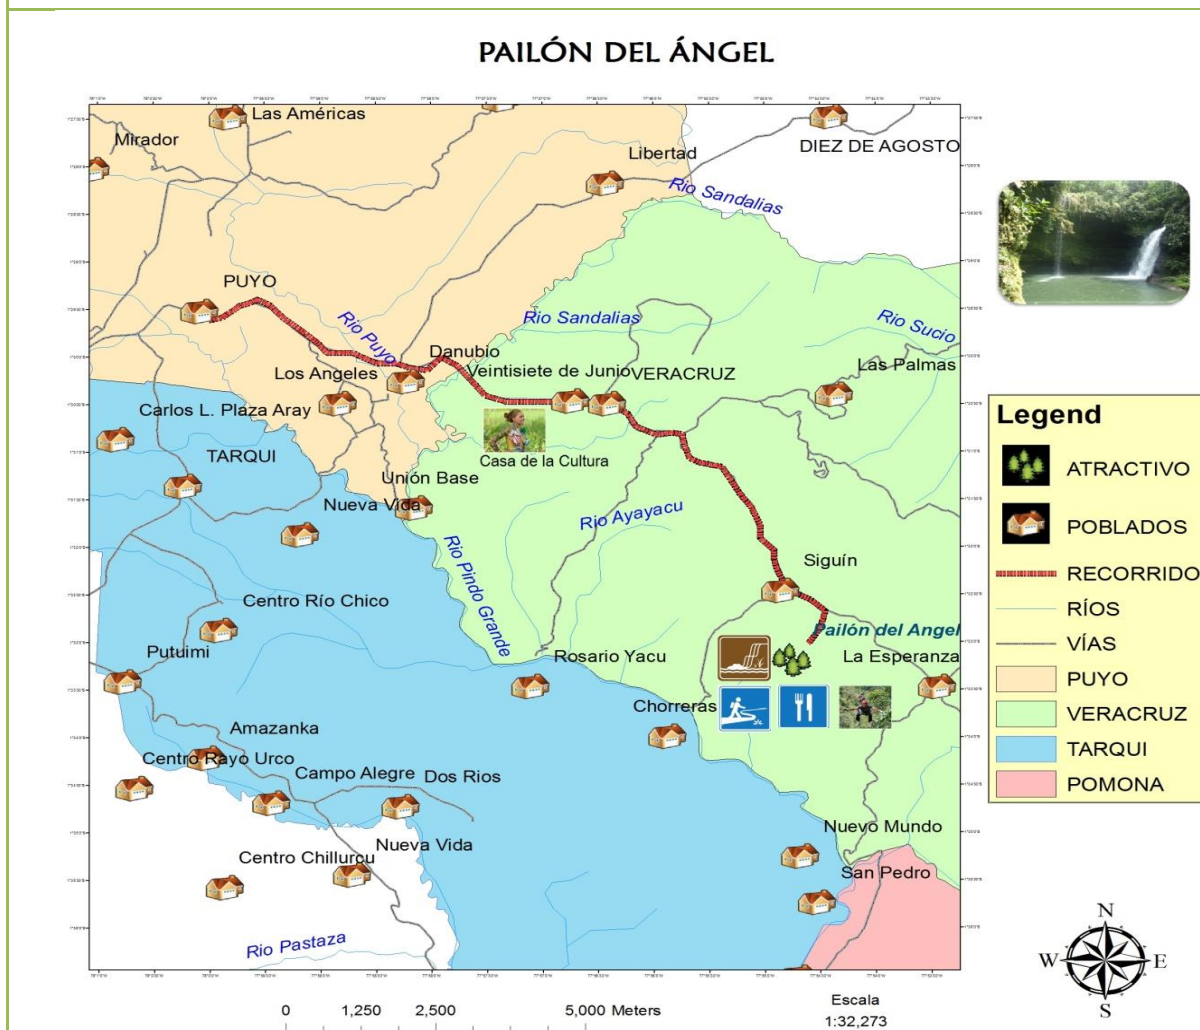 PAILÓN DEL ÁNGEL
Las Américas
Mirador
DIEZ DE AGOSTO
Libertad
Rio Sandalias
PUYO
Rio Puyo
Rio Sandalias
Rio Sucio
Danubio
Las Palmas
Los Angeles
Veintisiete de Junio
VERACRUZ
Carlos L. Plaza Aray
Casa de la Cultura
TARQUI
Unión Base
Nueva Vida
Rio Ayayacu
Rio Pindo Grande
Siguín
Centro Río Chico
Pailón del Angel
Putuimi
Rosario Yacu
La Esperanza
Chorreras
Amazanka
Centro Rayo Urco
Campo Alegre
Dos Rios
Nuevo Mundo
Nueva Vida
Centro Chillurcu
San Pedro
Rio Pastaza
Legend
ATRACTIVO
POBLADOS
RECORRIDO
RÍOS
VÍAS
PUYO
VERACRUZ
TARQUI
POMONA
N
W E
S
0 1,250 2,500 5,000 Meters
Escala
1:32,273